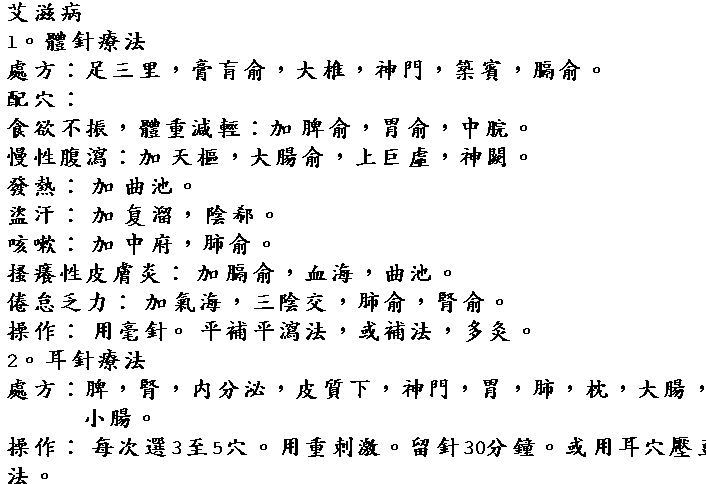 艾滋病
1。體針療法
處方：足三里，膏肓俞，大椎，神門，築賓，膈俞。
配穴：
食欲不振，體重減輕：加脾俞，胃俞，中脘。
慢性腹瀉：加天樞，大腸俞，上巨虛，神闕。
發熱：加曲池。
盜汗：加复溜，陰郗。
咳嗽：加中府，肺俞。
搔癢性皮膚炎：加膈俞，血海，曲池。
倦怠乏力：加氣海，三陰交，肺俞，腎俞。
操作：用毫針。平補平瀉法，或補法，多灸。
2。耳針療法
處方：脾，腎，內分泌，皮質下，神門，胃，肺，枕，大腸，
小腸。
操作：每次選3至5穴。用重刺激。留針30分鐘。或用耳穴壓
法。